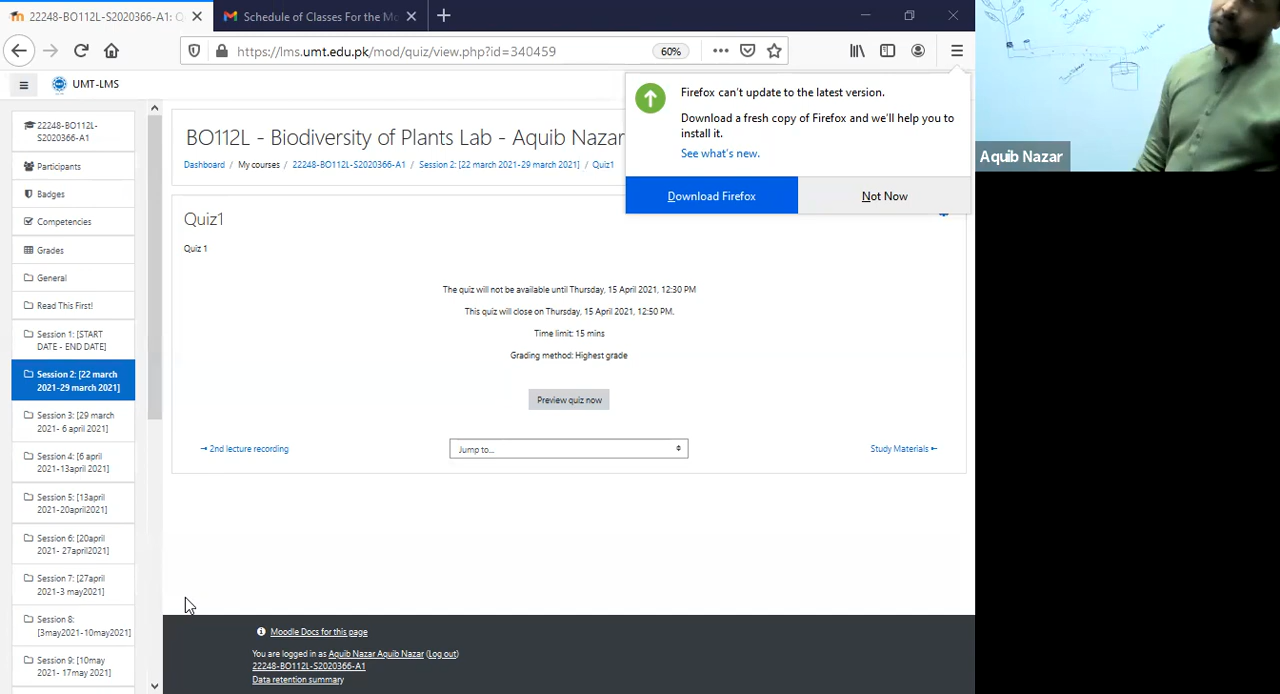 22248-BO112L-S2020366-A1: Q
Schedule of Classes For the Mo
https://lms.umt.edu.pk/mod/quiz/view.php?id=340459
60%
UMT-LMS
Firefox can't update to the latest version.
Download a fresh copy of Firefox and we'll help you to
install it.
See what's new.
Download Firefox
Not Now
Aquib Nazar
22248-BO112L-
S2020366-A1
Participants
Badges
Competencies
Grades
General
Read This First!
Session 1: [START
DATE - END DATE]
Session 2: [22 march
2021-29 march 2021]
Session 3: [29 march
2021- 6 april 2021]
Session 4: [6 april
2021-13april 2021]
Session 5: [13april
2021-20april2021]
Session 6: [20april
2021- 27april2021]
Session 7: [27april
2021-3 may2021]
Session 8:
[3may2021-10may2021]
Session 9: [10may
2021- 17may 2021]
BO112L - Biodiversity of Plants Lab - Aquib Nazar
Dashboard / My courses / 22248-BO112L-S2020366-A1 / Session 2: [22 march 2021-29 march 2021] / Quiz1
Quiz1
Quiz 1
The quiz will not be available until Thursday, 15 April 2021, 12:30 PM
This quiz will close on Thursday, 15 April 2021, 12:50 PM.
Time limit: 15 mins
Grading method: Highest grade
Preview quiz now
2nd lecture recording
Jump to...
Study Materials
Moodle Docs for this page
You are logged in as Aquib Nazar Aquib Nazar (Log out)
22248-BO112L-S2020366-A1
Data retention summary